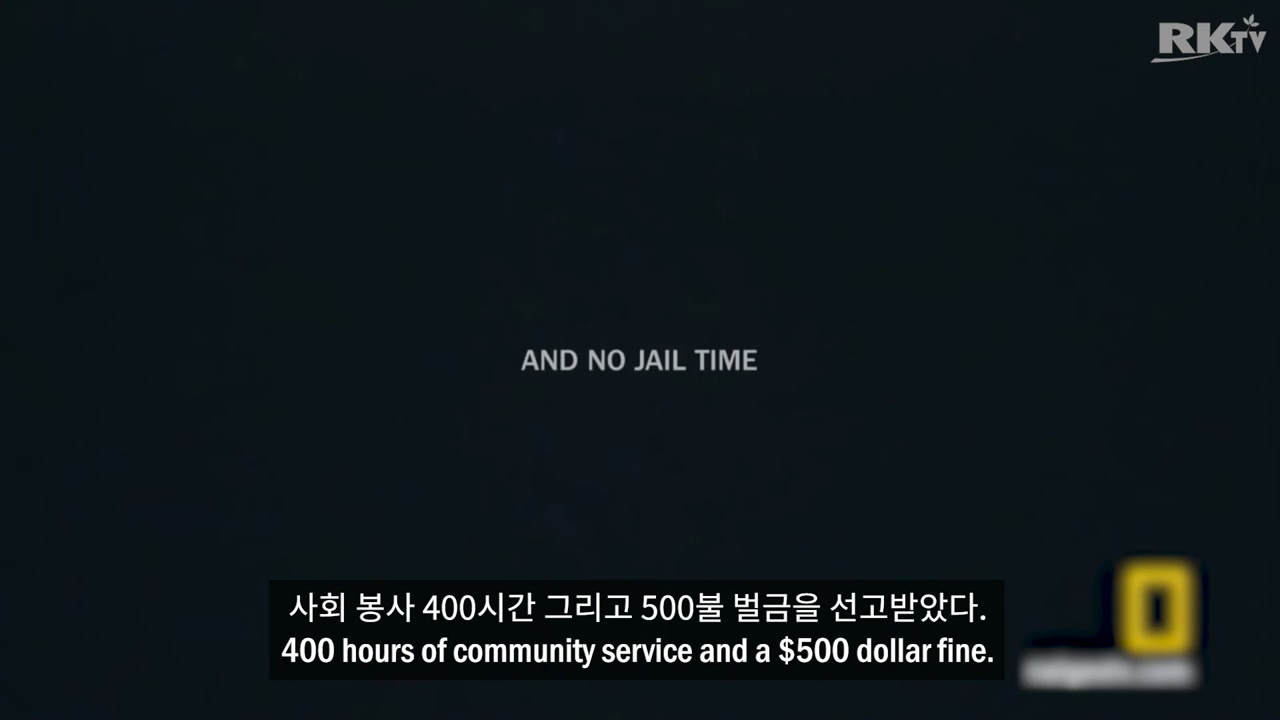 RKTV
AND NO JAIL TIME
사회 봉사 400시간 그리고 500불 벌금을 선고받았다.
400 hours of community service and a $500 dollar fine.